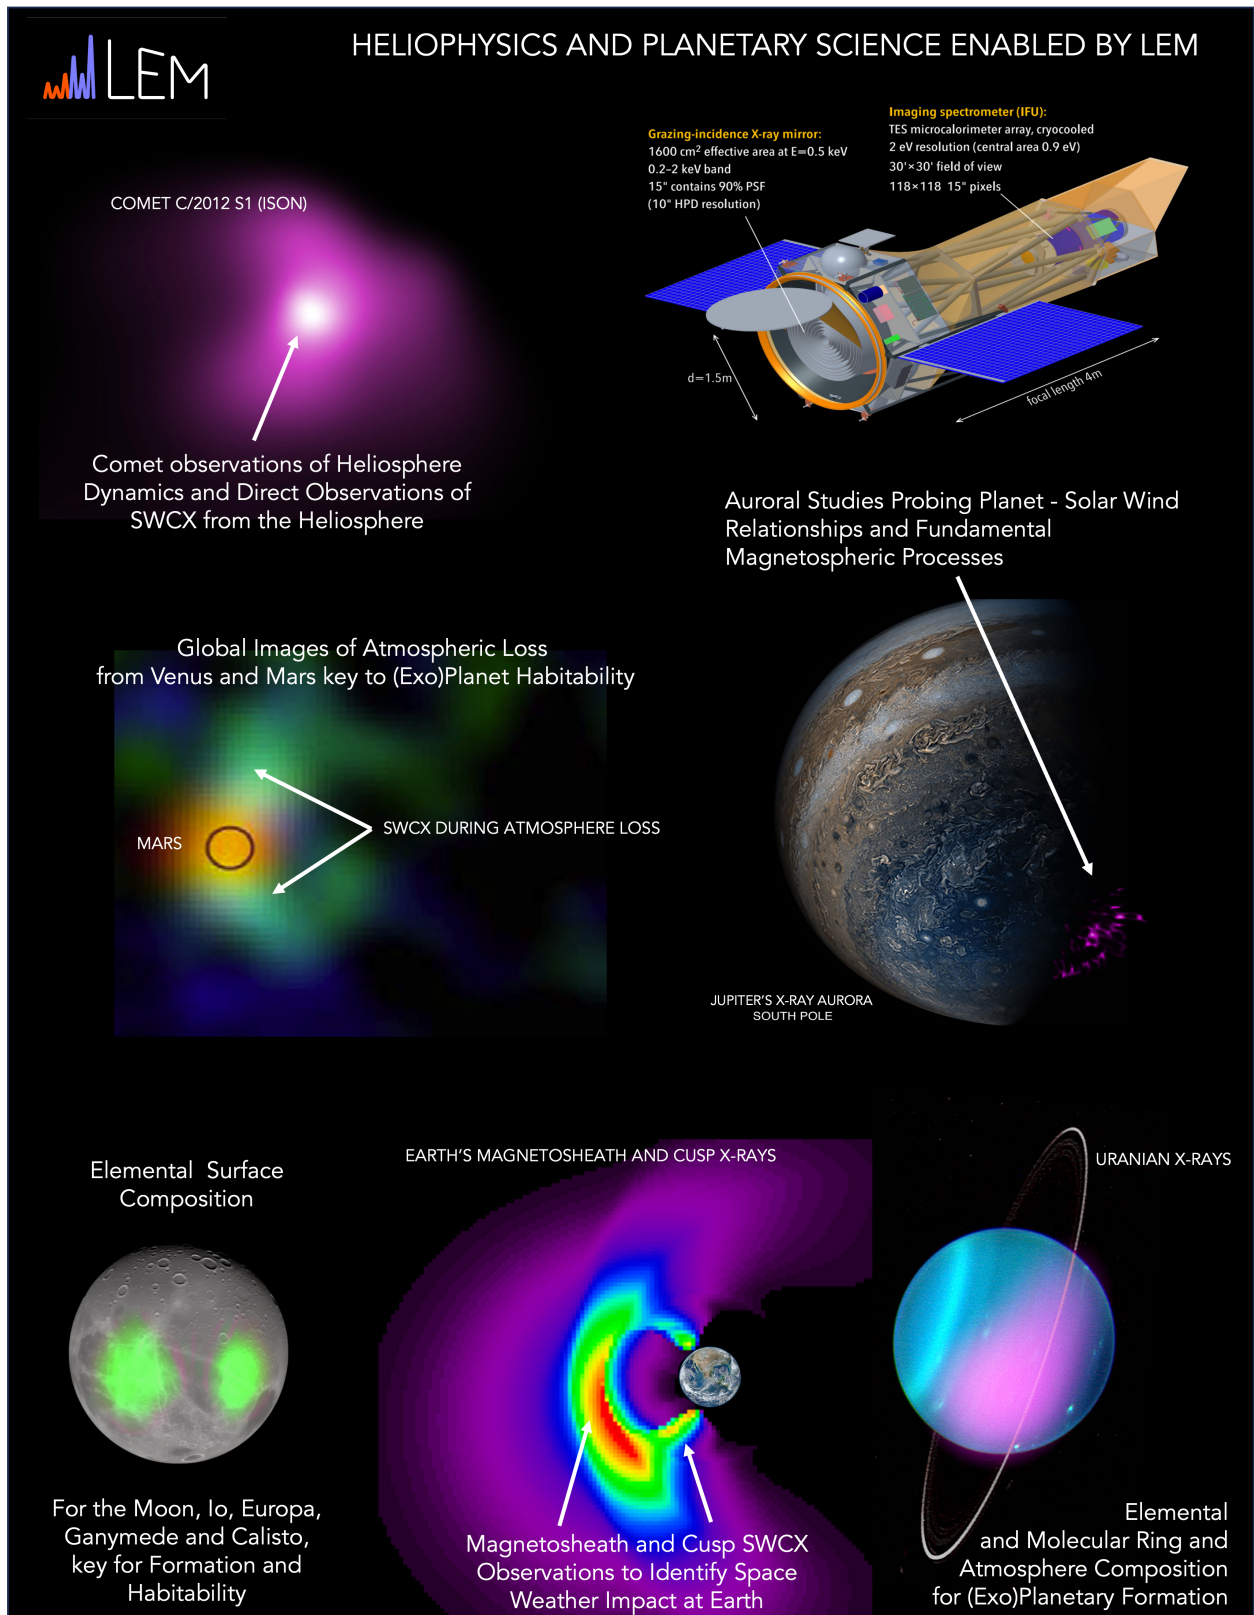 LEM
HELIOPHYSICS AND PLANETARY SCIENCE ENABLED BY LEM
Grazing-incidence X-ray mirror:
1600 cm² effective area at E=0.5 keV
0.2–2 keV band
15" contains 90% PSF
(10" HPD resolution)
Imaging spectrometer (IFU):
TES microcalorimeter array, cryocooled
2 eV resolution (central area 0.9 eV)
30'×30' field of view
118×118 15" pixels
d=1.5m
focal length 4m
COMET C/2012 S1 (ISON)
Comet observations of Heliosphere
Dynamics and Direct Observations of
SWCX from the Heliosphere
Auroral Studies Probing Planet - Solar Wind
Relationships and Fundamental
Magnetospheric Processes
Global Images of Atmospheric Loss
from Venus and Mars key to (Exo)Planet Habitability
MARS
SWCX DURING ATMOSPHERE LOSS
JUPITER'S X-RAY AURORA
SOUTH POLE
Elemental Surface
Composition
For the Moon, Io, Europa,
Ganymede and Calisto,
key for Formation and
Habitability
EARTH'S MAGNETOSHEATH AND CUSP X-RAYS
Magnetosheath and Cusp SWCX
Observations to Identify Space
Weather Impact at Earth
URANIAN X-RAYS
Elemental
and Molecular Ring and
Atmosphere Composition
for (Exo)Planetary Formation